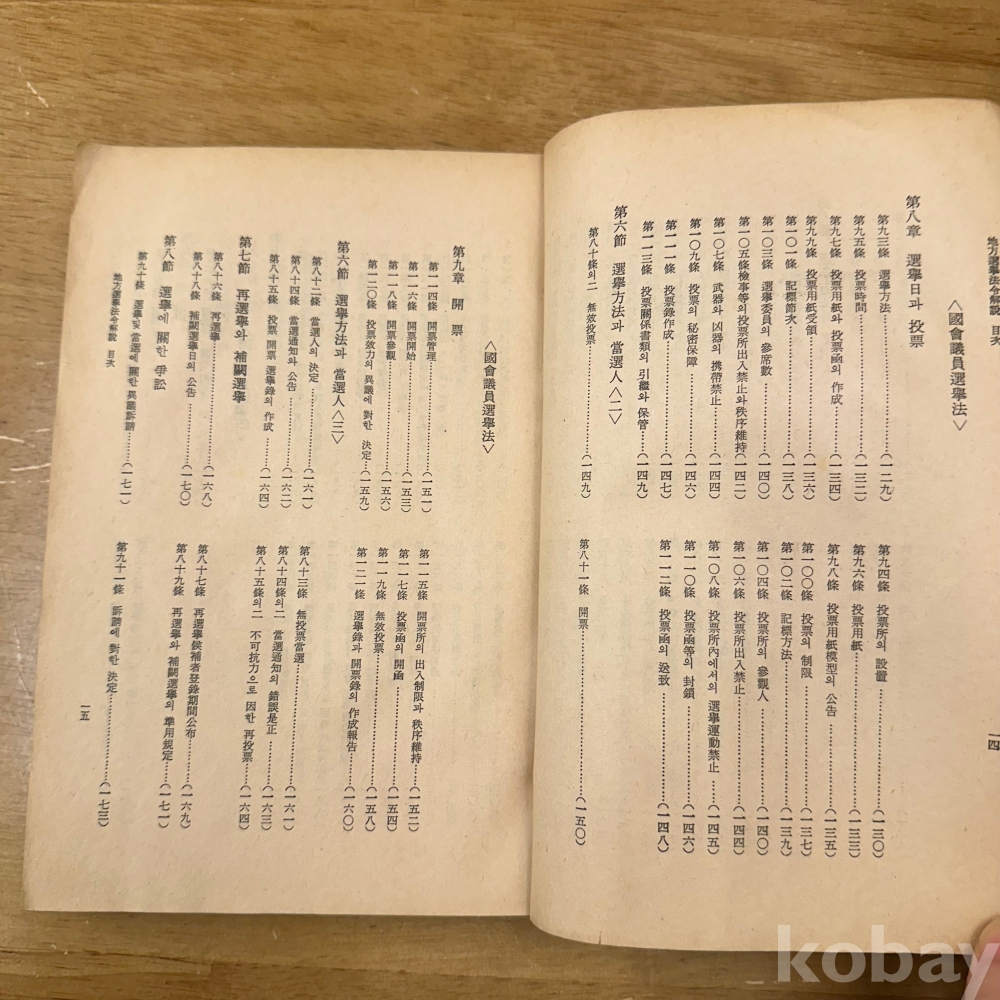 地方選擧法令解說 目次
一四
<國會議員選擧法>
第八章 選擧日과 投票
第九三條 選擧方法……(一二九)
第九四條 投票所의 設置……(一三〇)
第九五條 投票時間……(一三二)
第九六條 投票用紙……(一三三)
第九七條 投票用紙와 投票函의 作成……(一三四)
第九八條 投票用紙模型의 公告……(一三五)
第九九條 投票用紙受領……(一三六)
第一〇〇條 投票의 制限……(一三七)
第一〇一條 記標節次……(一三八)
第一〇二條 記標方法……(一三九)
第一〇三條 選擧委員의 參席數……(一四〇)
第一〇四條 投票所의 參觀人……(一四〇)
第一〇五條 檢事等의 投票所出入禁止와 秩序維持……(一四二)
第一〇六條 投票所出入禁止……(一四四)
第一〇七條 武器와 凶器의 携帶禁止……(一四四)
第一〇八條 投票所內에서의 選擧運動禁止……(一四五)
第一〇九條 投票의 秘密保障……(一四六)
第一一〇條 投票函等의 封鎖……(一四六)
第一一一條 投票錄作成……(一四七)
第一一二條 投票函의 送致……(一四八)
第一一三條 投票關係書類의 引繼와 保管……(一四九)
第六節 選擧方法과 當選人<二>
第八十條의二 無效投票……(一四九)
第八十一條 開票……(一五〇)
<國會議員選擧法>
第九章 開票
第一一四條 開票管理……(一五一)
第一一五條 開票所의 出入制限과 秩序維持……(一五二)
第一一六條 開票開始……(一五三)
第一一七條 投票函의 開函……(一五四)
第一一八條 開票參觀……(一五六)
第一一九條 無效投票……(一五八)
第一二〇條 投票效力의 異議에 對한 決定……(一五九)
第一二一條 選擧錄과 開票錄의 作成報告……(一六〇)
第六節 選擧方法과 當選人<三>
第八十二條 當選人의 決定……(一六一)
第八十三條 無投票當選……(一六一)
第八十四條 當選通知와 公告……(一六二)
第八十四條의二 當選通知의 錯誤是正……(一六三)
第八十五條 投票 開票 選擧錄의 作成……(一六四)
第八十五條의二 不可抗力으로 因한 再投票……(一六四)
第七節 再選擧와 補闕選擧
第八十六條 再選擧……(一六八)
第八十七條 再選擧候補者登錄期間公布……(一六九)
第八十八條 補闕選擧日의 公告……(一七〇)
第八十九條 再選擧와 補闕選擧의 準用規定……(一七一)
第八節 選擧에 關한 爭訟
第九十條 選擧및 當選에 關한 異議訴請……(一七一)
第九十一條 訴請에 對한 決定……(一七三)
地方選擧法令解說 目次
一五
kobay